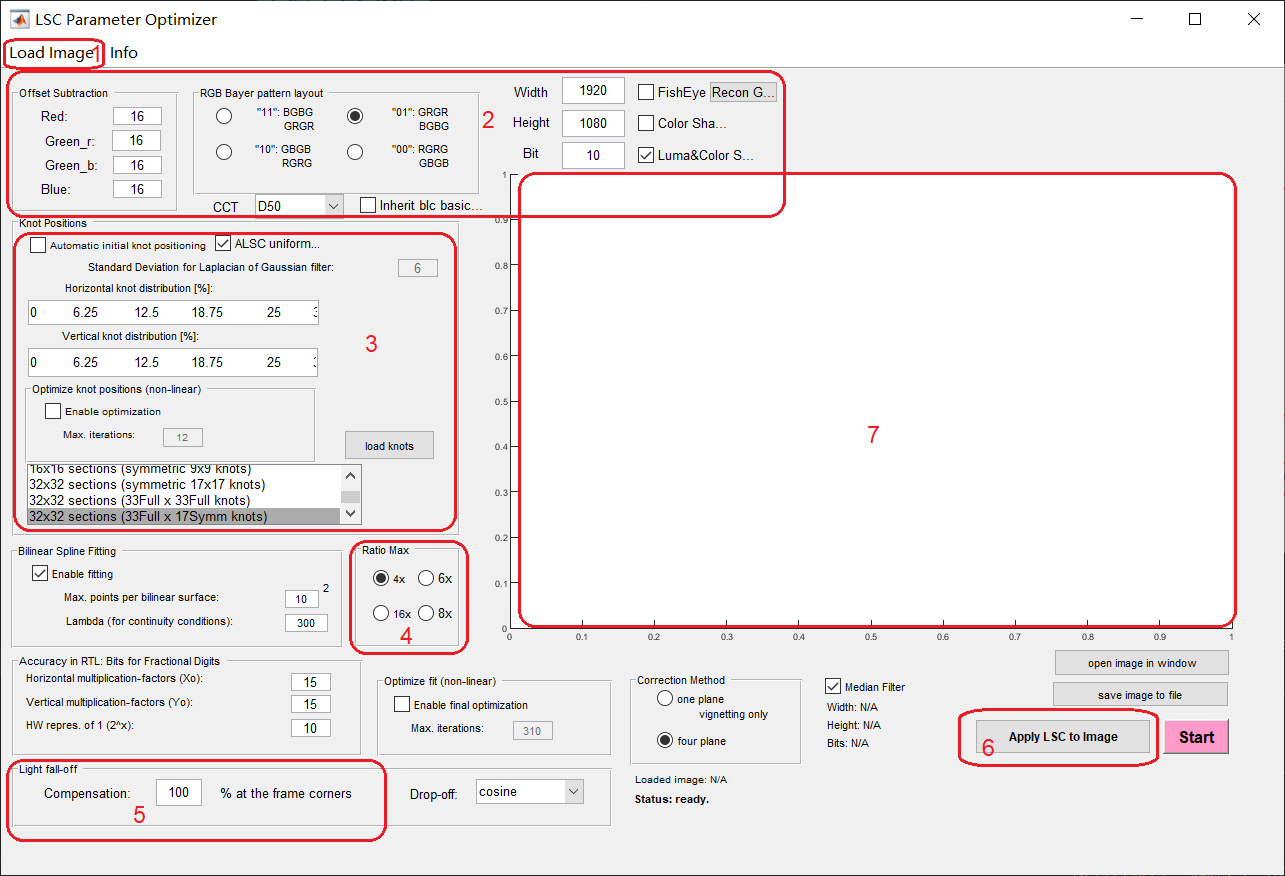 LSC Parameter Optimizer
Load Image 1 Info
Offset Subtraction
Red: 16
Green_r: 16
Green_b: 16
Blue: 16
RGB Bayer pattern layout
"11": BGBG
GRGR
"01": GRGR
BGBG
"10": GBGB
RGRG
"00": RGRG
GBGB
2
CCT D50
Inherit blc basic...
Width 1920
Height 1080
Bit 10
FishEye
Recon G...
Color Sha...
Luma&Color S...
Knot Positions
Automatic initial knot positioning
ALSC uniform...
Standard Deviation for Laplacian of Gaussian filter: 6
Horizontal knot distribution [%]:
0 6.25 12.5 18.75 25
Vertical knot distribution [%]:
0 6.25 12.5 18.75 25
3
Optimize knot positions (non-linear)
Enable optimization
Max. iterations: 12
load knots
16x16 sections (symmetric 9x9 knots)
32x32 sections (symmetric 17x17 knots)
32x32 sections (33Full x 33Full knots)
32x32 sections (33Full x 17Symm knots)
1
0.9
0.8
0.7
0.6
0.5
0.4
0.3
0.2
0.1
0
0 0.1 0.2 0.3 0.4 0.5 0.6 0.7 0.8 0.9 1
7
Bilinear Spline Fitting
Enable fitting
Max. points per bilinear surface: 10 2
Lambda (for continuity conditions): 300
Ratio Max
4x 6x
16x 8x
4
Accuracy in RTL: Bits for Fractional Digits
Horizontal multiplication-factors (Xo): 15
Vertical multiplication-factors (Yo): 15
HW repres. of 1 (2^x): 10
Optimize fit (non-linear)
Enable final optimization
Max. iterations: 310
Correction Method
one plane
vignetting only
four plane
Loaded image: N/A
Status: ready.
Median Filter
Width: N/A
Height: N/A
Bits: N/A
open image in window
save image to file
6 Apply LSC to Image
Start
Light fall-off
Compensation: 100 % at the frame corners
5
Drop-off: cosine